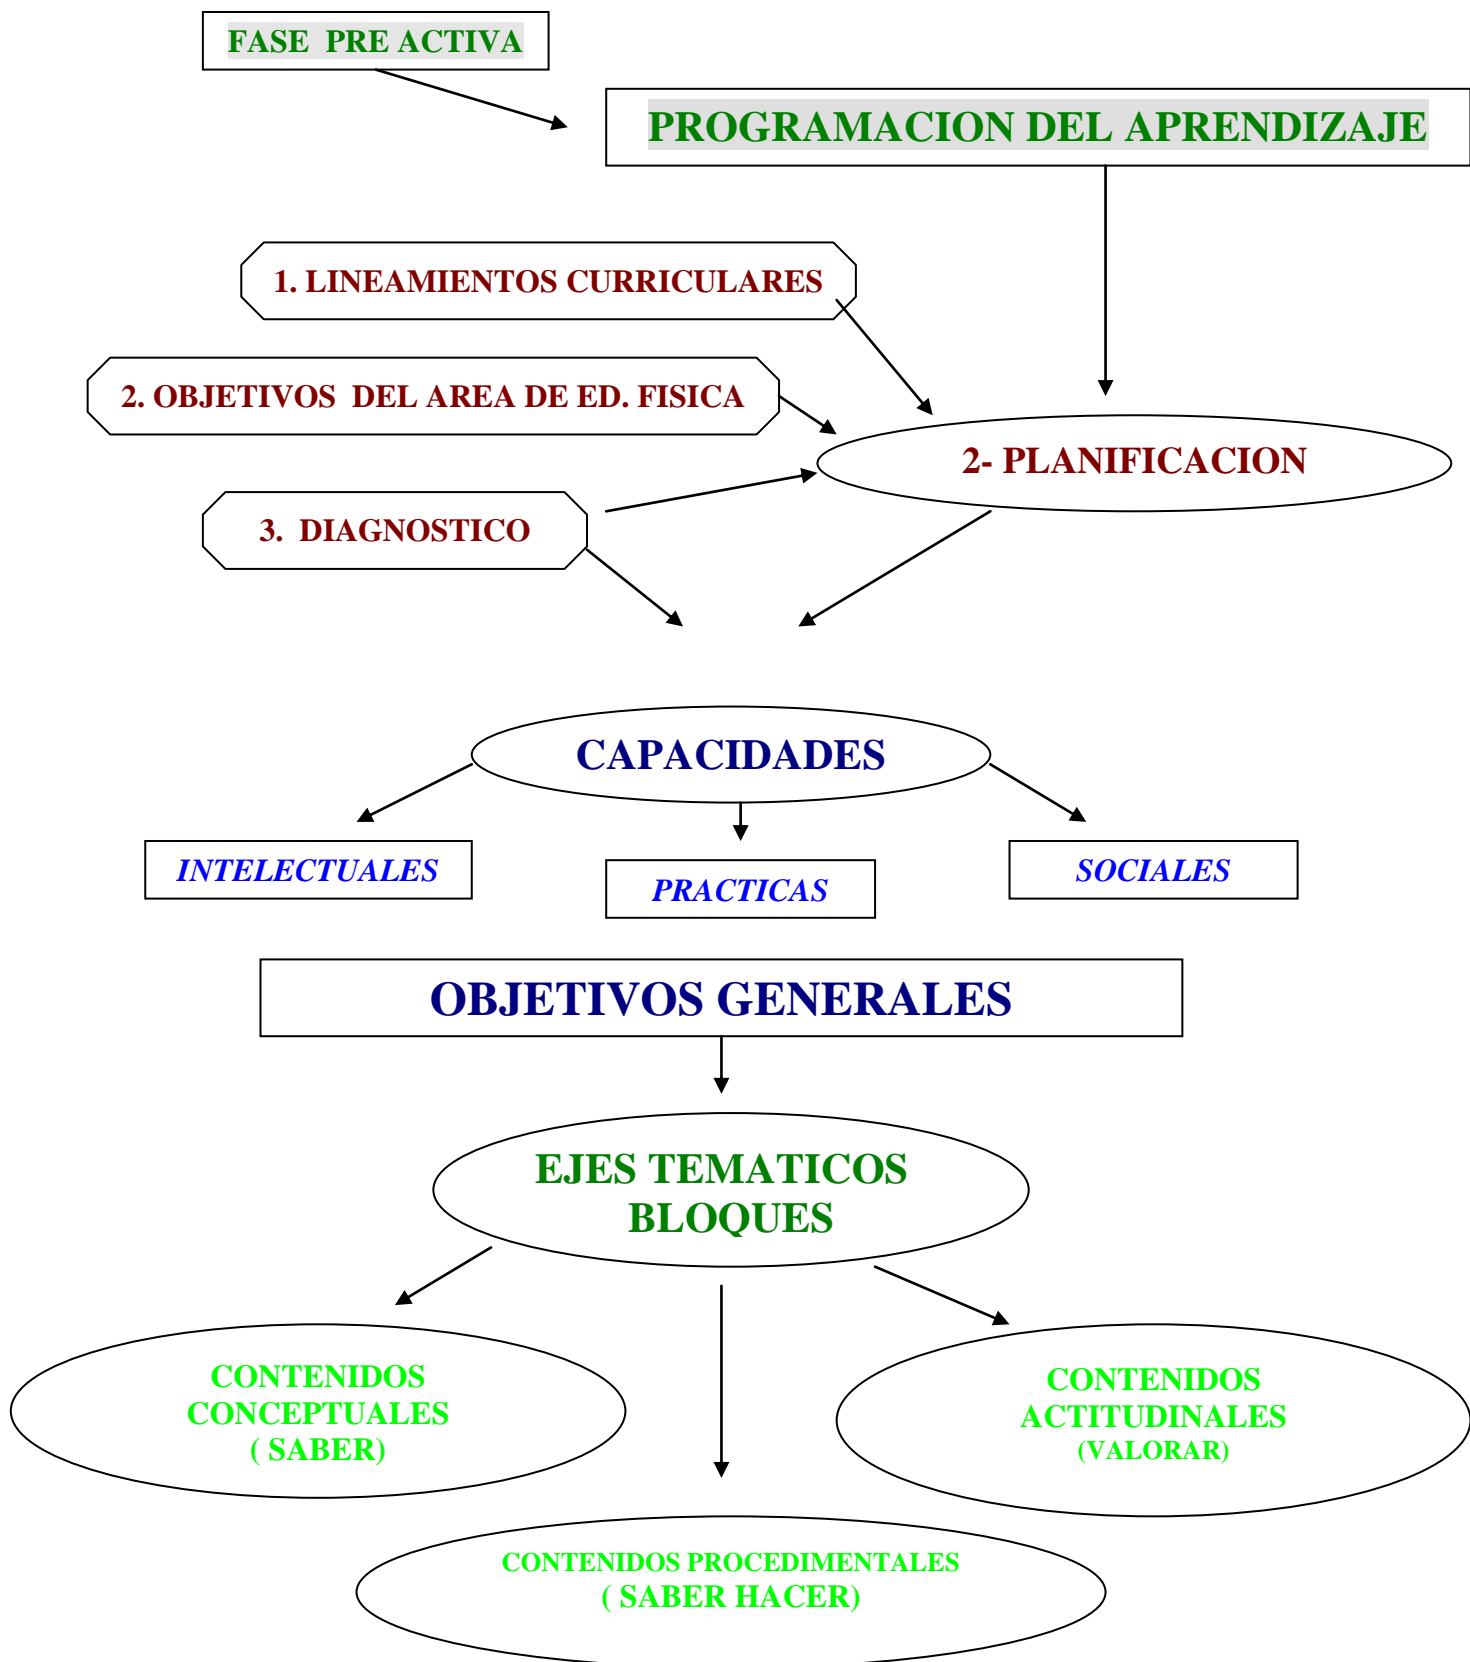 FASE PRE ACTIVA
PROGRAMACION DEL APRENDIZAJE
1. LINEAMIENTOS CURRICULARES
2. OBJETIVOS DEL AREA DE ED. FISICA
2- PLANIFICACION
3. DIAGNOSTICO
CAPACIDADES
INTELECTUALES
PRACTICAS
SOCIALES
OBJETIVOS GENERALES
EJES TEMATICOS
BLOQUES
CONTENIDOS
CONCEPTUALES
( SABER)
CONTENIDOS
ACTITUDINALES
(VALORAR)
CONTENIDOS PROCEDIMENTALES
( SABER HACER)